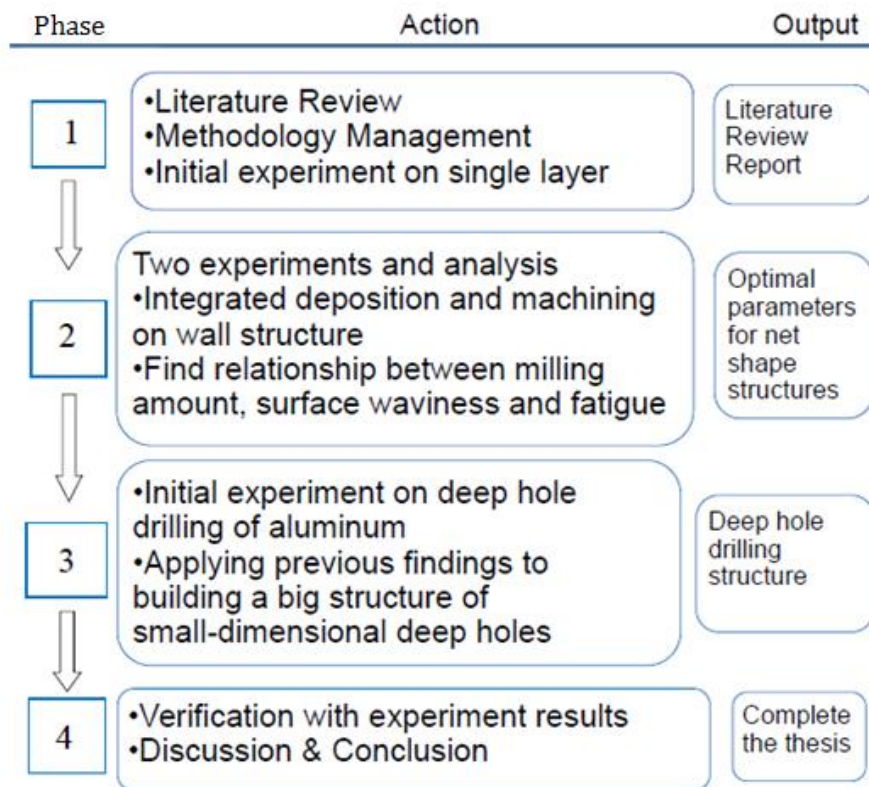 Phase Action Output
1
•Literature Review
•Methodology Management
•Initial experiment on single layer
Literature
Review
Report
2
Two experiments and analysis
•Integrated deposition and machining
on wall structure
•Find relationship between milling
amount, surface waviness and fatigue
Optimal
parameters
for net
shape
structures
3
•Initial experiment on deep hole
drilling of aluminum
•Applying previous findings to
building a big structure of
small-dimensional deep holes
Deep hole
drilling
structure
4
•Verification with experiment results
•Discussion & Conclusion
Complete
the thesis